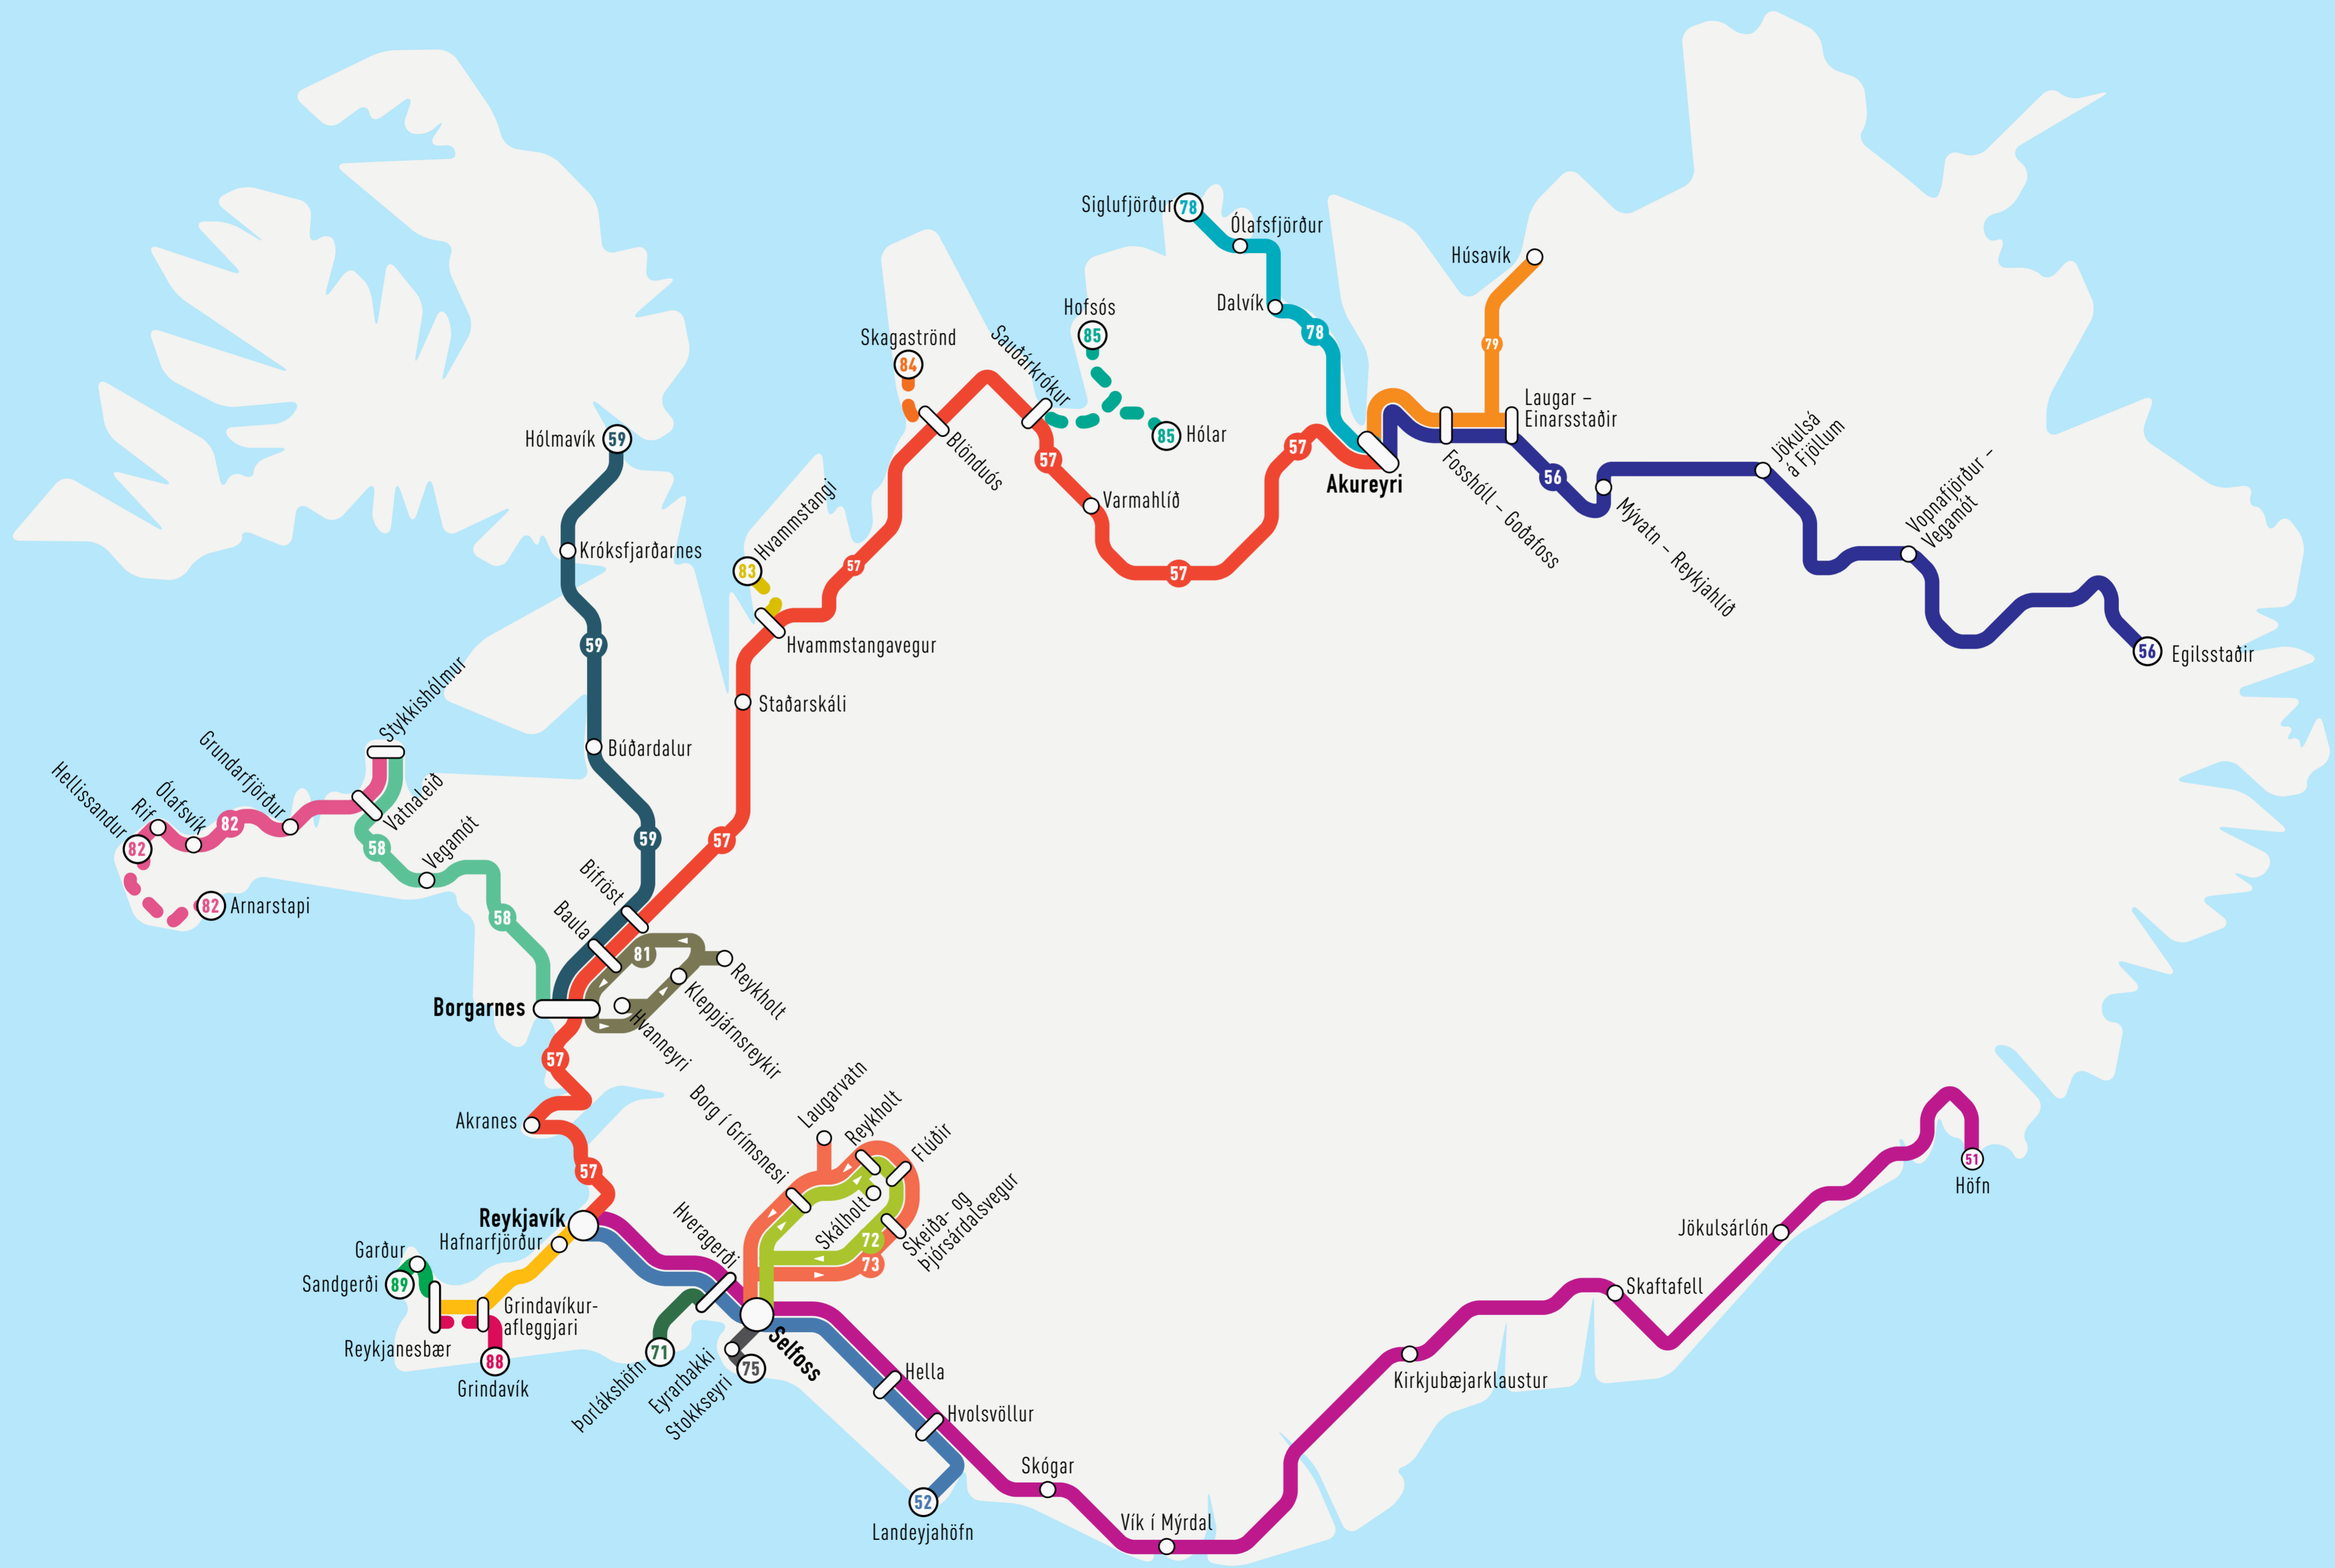 Siglufjörður
78
Ólafsfjörður
Dalvík
78
Húsavík
79
Hofsós
85
Sauðárkrókur
Skagaströnd
84
85
Hólar
Laugar –
Einarsstaðir
Hólmavík
59
Blönduós
57
57
Akureyri
Fosshóll – Goðafoss
56
Mývatn – Reykjahlíð
Jökulsá
á Fjöllum
Vopnafjörður –
Vegamót
Varmahlíð
Króksfjarðarnes
Hvammstangi
83
57
57
59
Hvammstangavegur
56
Egilsstaðir
Staðarskáli
Stykkishólmur
Búðardalur
Grundarfjörður
Hellissandur
Rif
Ólafsvík
82
Vatnaleið
82
58
Vegamót
59
57
82
Arnarstapi
58
Bifröst
Baula
81
Reykholt
Kleppjárnsreykir
Hvanneyri
Borgarnes
57
Akranes
57
Borg í Grímsnesi
Laugarvatn
Reykholt
Flúðir
Skálholt
Skeiða- og
þjórsárdalsvegur
72
73
51
Höfn
Jökulsárlón
Reykjavík
Hafnarfjörður
Hveragerði
Garður
Sandgerði
89
Grindavíkur-
afleggjari
Reykjanesbær
88
Grindavík
71
Þorlákshöfn
Eyrarbakki
Stokkseyri
75
Selfoss
Skaftafell
Kirkjubæjarklaustur
Hella
Hvolsvöllur
Skógar
52
Landeyjahöfn
Vík í Mýrdal